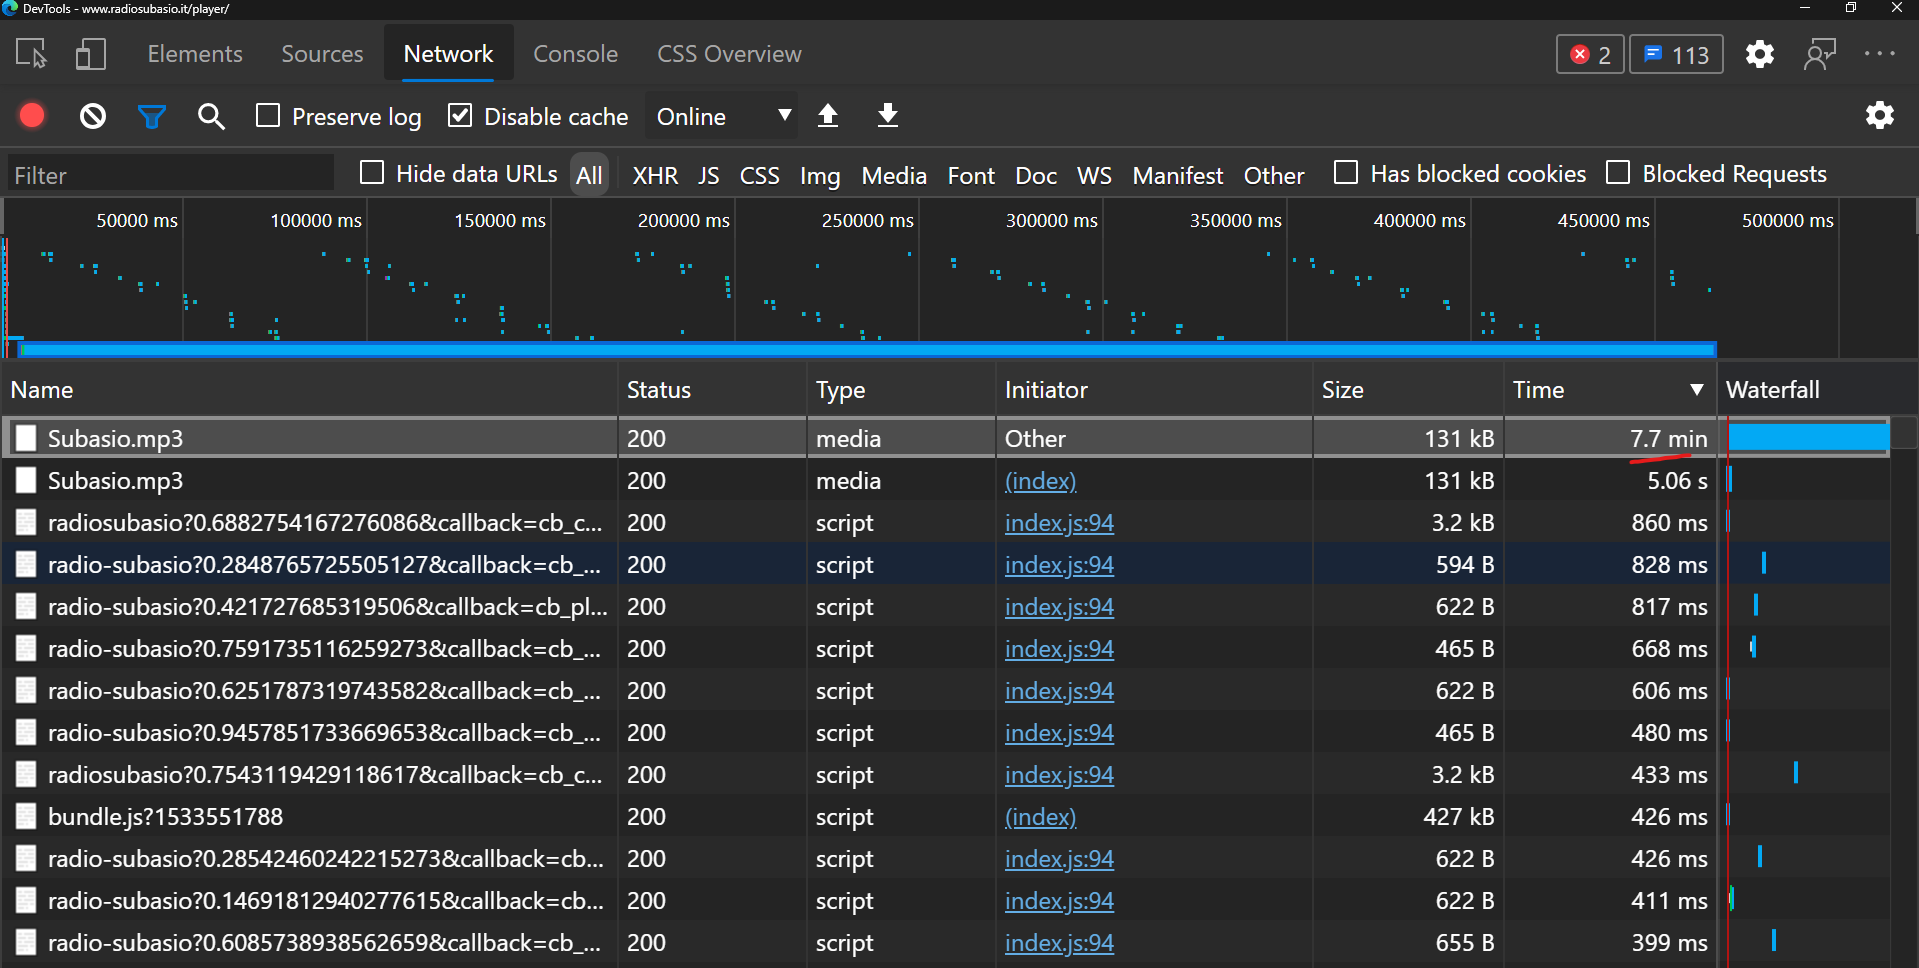 DevTools - www.radiosubasio.it/player/
Elements Sources Network Console CSS Overview 2 113
Preserve log Disable cache Online
Filter Hide data URLs All XHR JS CSS Img Media Font Doc WS Manifest Other Has blocked cookies Blocked Requests
50000 ms 100000 ms 150000 ms 200000 ms 250000 ms 300000 ms 350000 ms 400000 ms 450000 ms 500000 ms
Name Status Type Initiator Size Time Waterfall
Subasio.mp3 200 media Other 131 kB 7.7 min
Subasio.mp3 200 media (index) 131 kB 5.06 s
radiosubasio?0.6882754167276086&callback=cb_c... 200 script index.js:94 3.2 kB 860 ms
radio-subasio?0.2848765725505127&callback=cb_... 200 script index.js:94 594 B 828 ms
radio-subasio?0.421727685319506&callback=cb_pl... 200 script index.js:94 622 B 817 ms
radio-subasio?0.7591735116259273&callback=cb_... 200 script index.js:94 465 B 668 ms
radio-subasio?0.6251787319743582&callback=cb_... 200 script index.js:94 622 B 606 ms
radio-subasio?0.9457851733669653&callback=cb_... 200 script index.js:94 465 B 480 ms
radiosubasio?0.7543119429118617&callback=cb_c... 200 script index.js:94 3.2 kB 433 ms
bundle.js?1533551788 200 script (index) 427 kB 426 ms
radio-subasio?0.28542460242215273&callback=cb... 200 script index.js:94 622 B 426 ms
radio-subasio?0.14691812940277615&callback=cb... 200 script index.js:94 622 B 411 ms
radio-subasio?0.6085738938562659&callback=cb_... 200 script index.js:94 655 B 399 ms